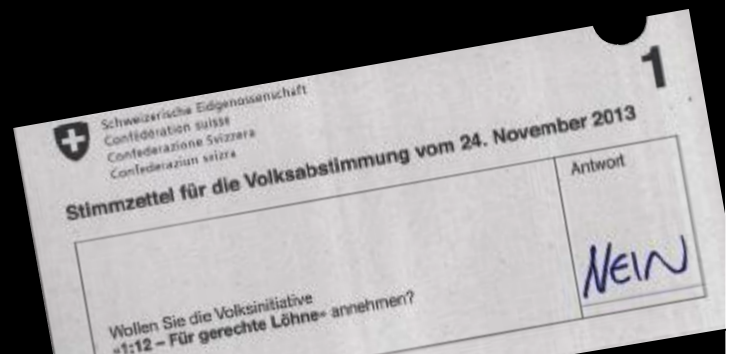 1
Schweizerische Eidgenossenschaft
Confédération suisse
Confederazione Svizzera
Confederaziun svizra
Stimmzettel für die Volksabstimmung vom 24. November 2013
Antwort
Wollen Sie die Volksinitiative
«1:12 – Für gerechte Löhne» annehmen?
NEIN